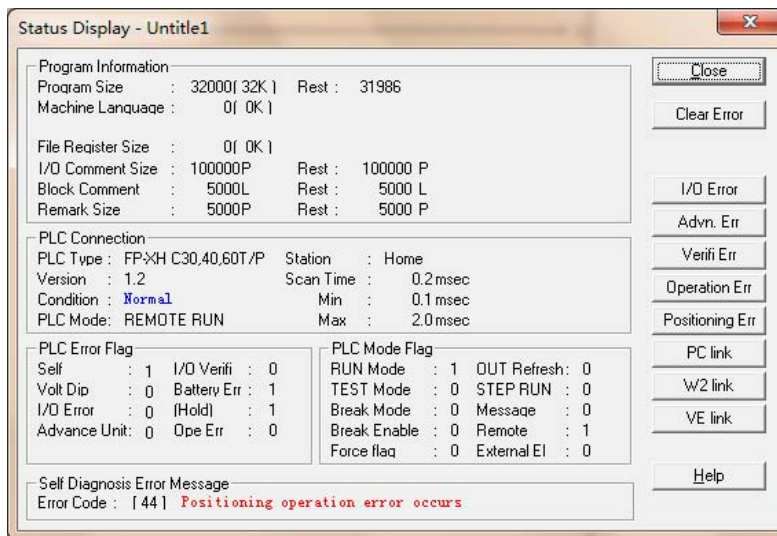 Status Display - Untitle1
Program Information
Program Size : 32000( 32K ) Rest : 31986
Machine Language : 0( 0K )
File Register Size : 0( 0K )
I/O Comment Size : 100000P Rest : 100000 P
Block Comment : 5000L Rest : 5000 L
Remark Size : 5000P Rest : 5000 P
PLC Connection
PLC Type : FP-XH C30,40,60T/P Station : Home
Version : 1.2 Scan Time : 0.2 msec
Condition : Normal Min : 0.1 msec
PLC Mode: REMOTE RUN Max : 2.0 msec
PLC Error Flag
Self : 1 I/O Verifi : 0
Volt Dip : 0 Battery Err : 1
I/O Error : 0 (Hold) : 1
Advance Unit: 0 Ope Err : 0
PLC Mode Flag
RUN Mode : 1 OUT Refresh: 0
TEST Mode : 0 STEP RUN : 0
Break Mode : 0 Message : 0
Break Enable : 0 Remote : 1
Force flag : 0 External EI : 0
Self Diagnosis Error Message
Error Code : [ 44 ] Positioning operation error occurs
Close
Clear Error
I/O Error
Advn. Err
Verifi Err
Operation Err
Positioning Err
PC link
W2 link
VE link
Help